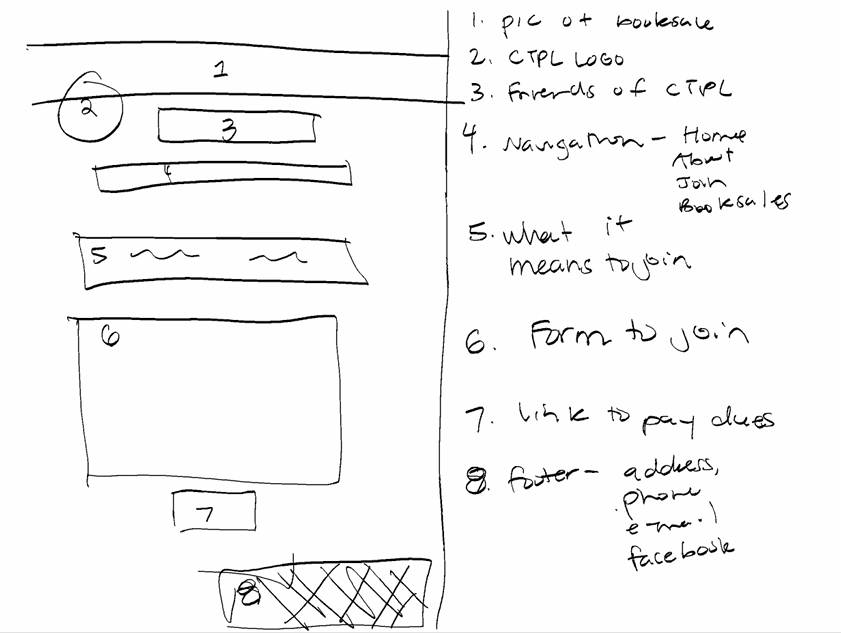 1
2
3
4
5
6
7
8
1. pic of booksale
2. CTPL LOGO
3. Friends of CTPL
4. Navigation - Home
About
Join
Booksales
5. What it
means to join
6. Form to join
7. link to pay dues
8. footer - address,
phone
e-mail
facebook